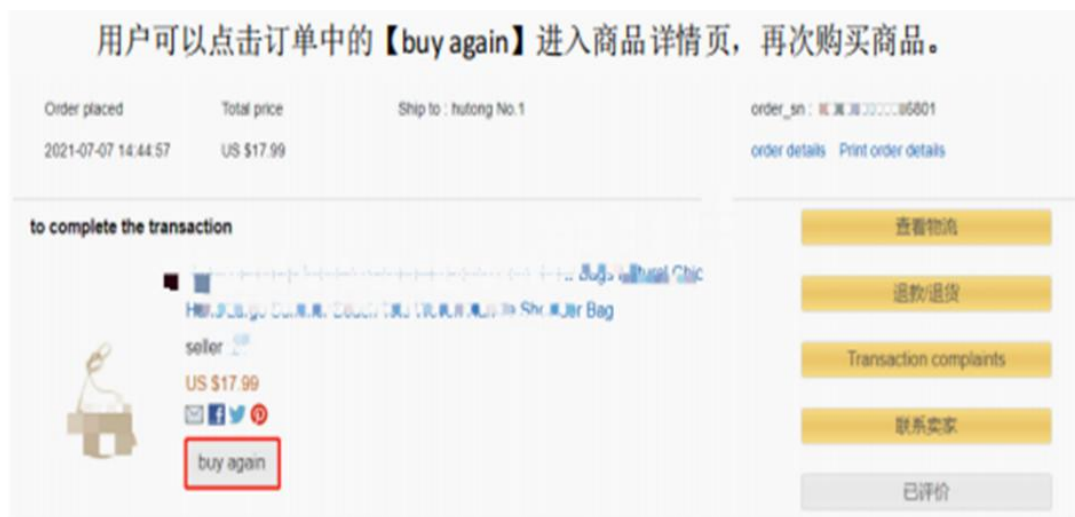 用户可以点击订单中的【buy again】进入商品详情页，再次购买商品。
Order placed Total price Ship to : hutong No.1 order_sn : 6801
2021-07-07 14:44:57 US $17.99 order details Print order details
to complete the transaction
查看物流
Chic
退款/退货
Bag
seller
Transaction complaints
US $17.99
联系卖家
buy again
已评价